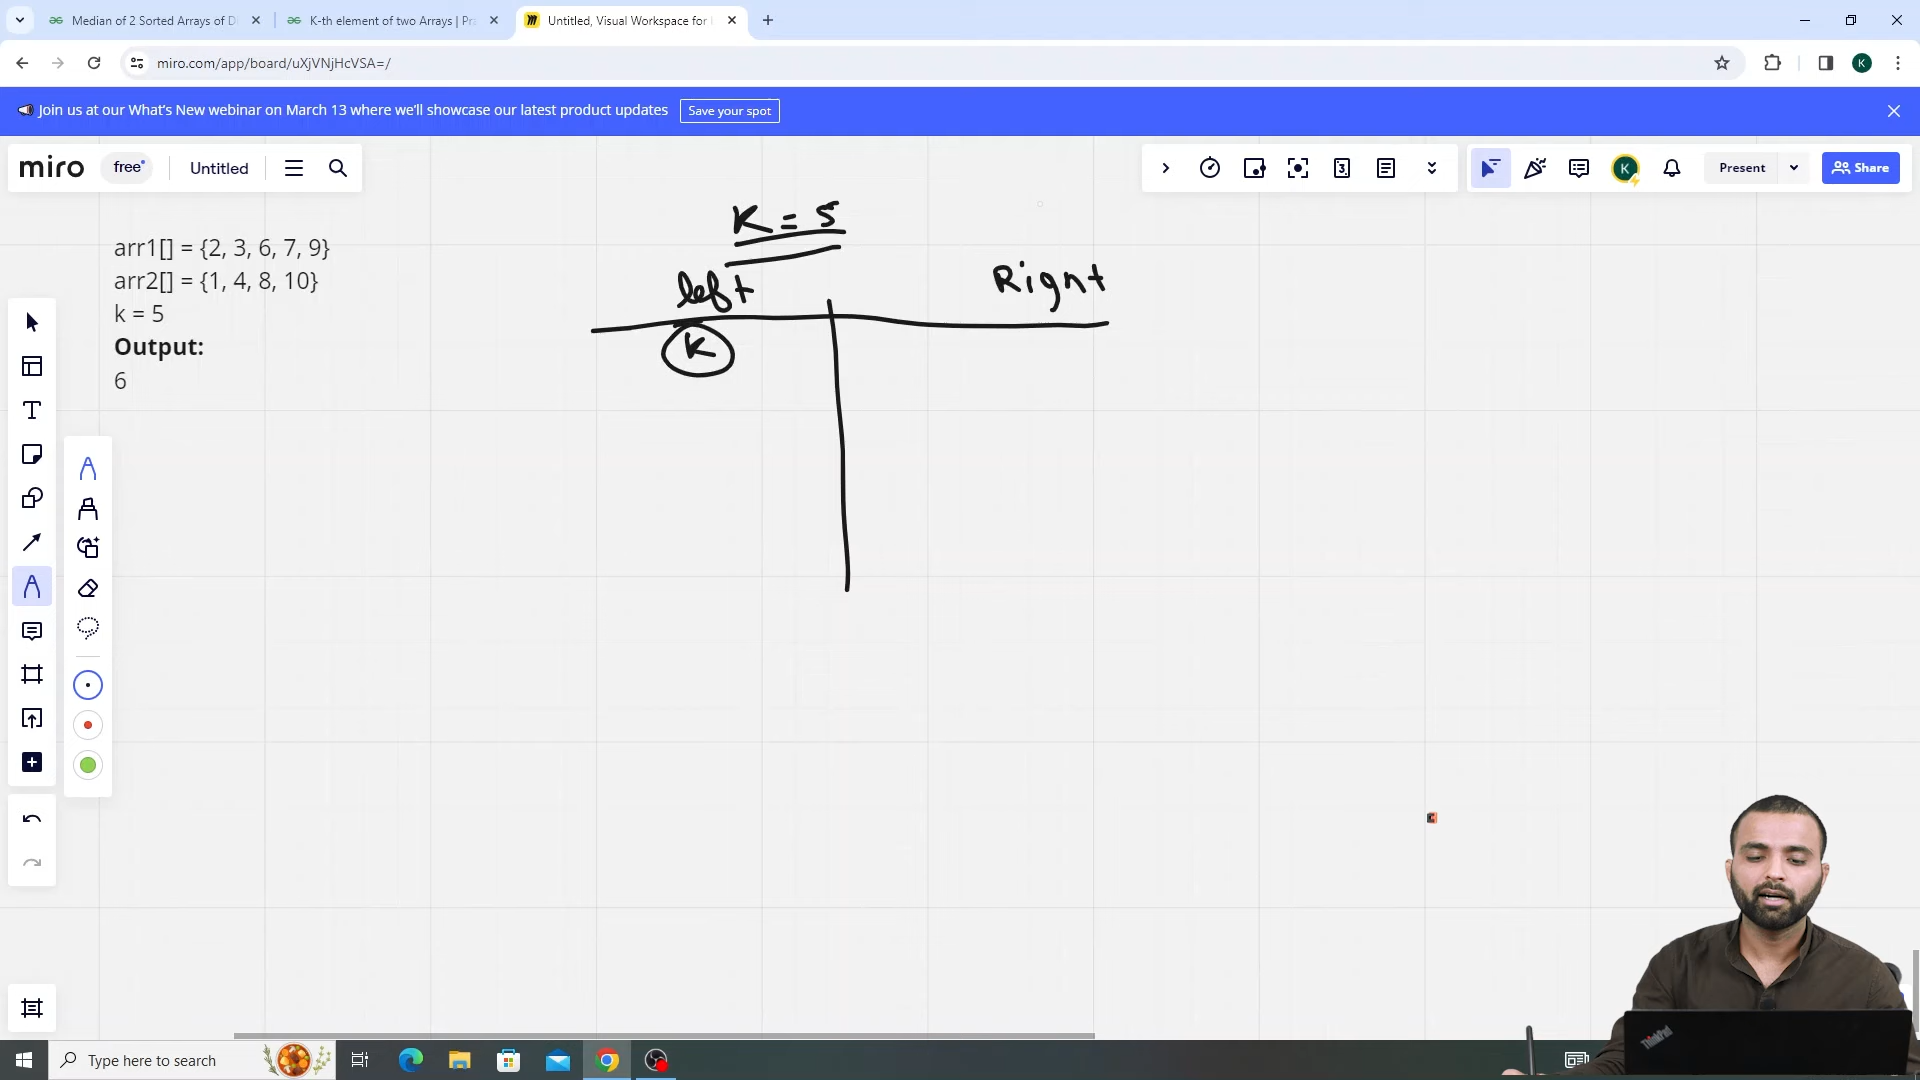 Median of 2 Sorted Arrays of D
K-th element of two Arrays | Pra
Untitled, Visual Workspace for
miro.com/app/board/uXjVNjHcVSA=/
K
Join us at our What's New webinar on March 13 where we'll showcase our latest product updates
Save your spot
miro
free
Untitled
3
K
Present
Share
K = 5
arr1[] = {2, 3, 6, 7, 9}
arr2[] = {1, 4, 8, 10}
k = 5
Output:
6
left
Right
K
ThinkPad
Type here to search